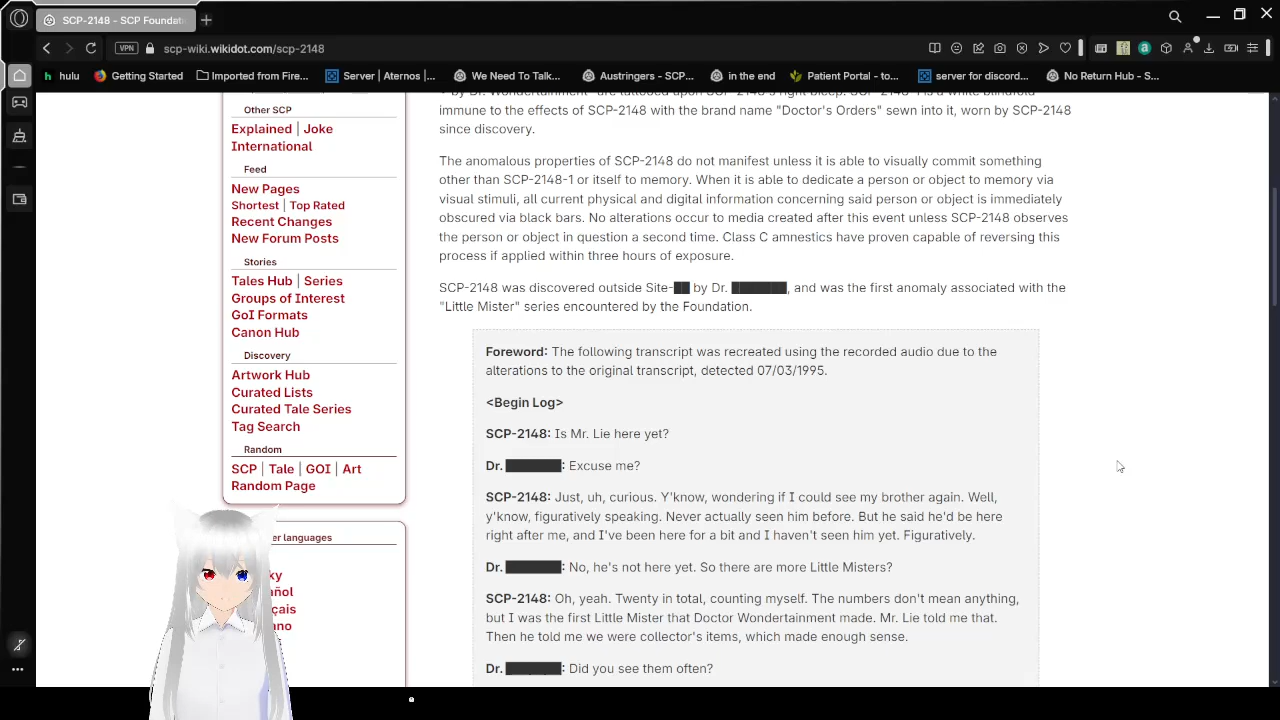 SCP-2148 - SCP Foundati
scp-wiki.wikidot.com/scp-2148
VPN
hulu
Getting Started
Imported from Fire...
Server | Aternos |...
We Need To Talk...
Austringers - SCP...
in the end
Patient Portal - to...
server for discord...
No Return Hub - S...
Other SCP
Explained | Joke
International
Feed
New Pages
Shortest | Top Rated
Recent Changes
New Forum Posts
Stories
Tales Hub | Series
Groups of Interest
GoI Formats
Canon Hub
Discovery
Artwork Hub
Curated Lists
Curated Tale Series
Tag Search
Random
SCP | Tale | GOI | Art
Random Page
er languages
ky
añol
çais
ano
immune to the effects of SCP-2148 with the brand name "Doctor's Orders" sewn into it, worn by SCP-2148
since discovery.
The anomalous properties of SCP-2148 do not manifest unless it is able to visually commit something
other than SCP-2148-1 or itself to memory. When it is able to dedicate a person or object to memory via
visual stimuli, all current physical and digital information concerning said person or object is immediately
obscured via black bars. No alterations occur to media created after this event unless SCP-2148 observes
the person or object in question a second time. Class C amnestics have proven capable of reversing this
process if applied within three hours of exposure.
SCP-2148 was discovered outside Site-██ by Dr. ███████, and was the first anomaly associated with the
"Little Mister" series encountered by the Foundation.
Foreword: The following transcript was recreated using the recorded audio due to the
alterations to the original transcript, detected 07/03/1995.
<Begin Log>
SCP-2148: Is Mr. Lie here yet?
Dr. ███████: Excuse me?
SCP-2148: Just, uh, curious. Y'know, wondering if I could see my brother again. Well,
y'know, figuratively speaking. Never actually seen him before. But he said he'd be here
right after me, and I've been here for a bit and I haven't seen him yet. Figuratively.
Dr. ███████: No, he's not here yet. So there are more Little Misters?
SCP-2148: Oh, yeah. Twenty in total, counting myself. The numbers don't mean anything,
but I was the first Little Mister that Doctor Wondertainment made. Mr. Lie told me that.
Then he told me we were collector's items, which made enough sense.
Dr. ███████: Did you see them often?